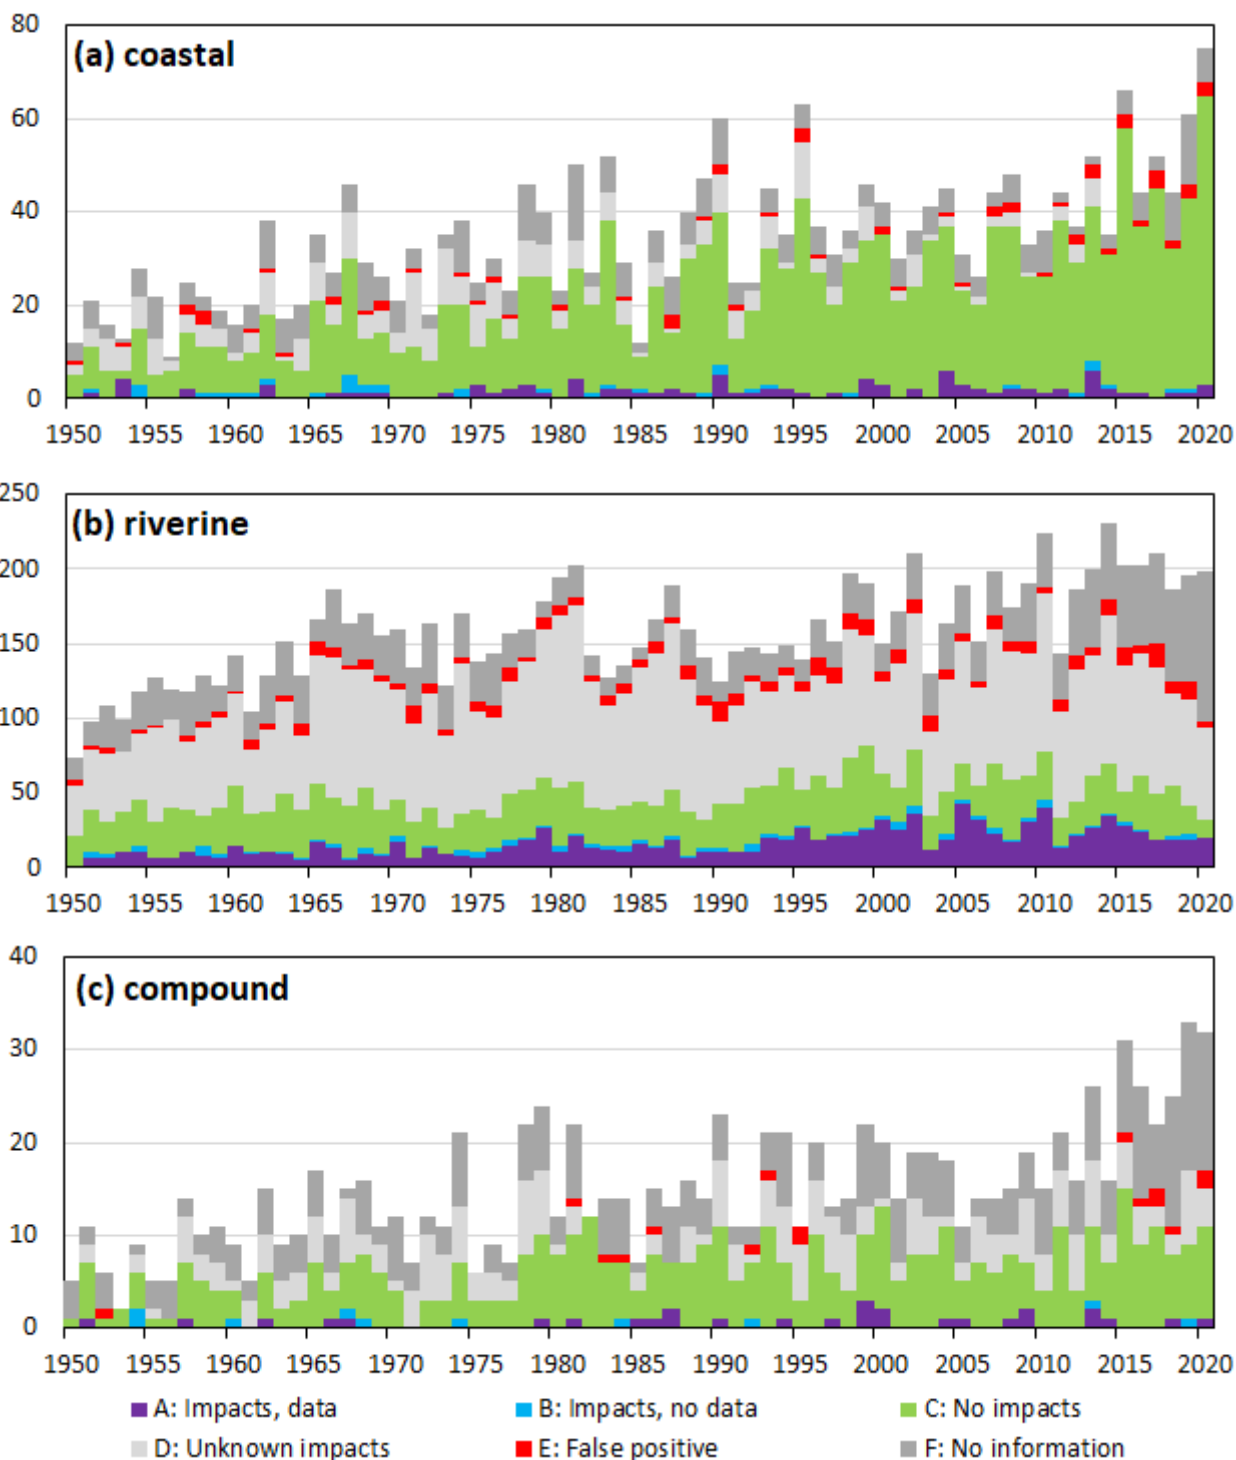 80
(a) coastal
60
40
20
0
1950 1955 1960 1965 1970 1975 1980 1985 1990 1995 2000 2005 2010 2015 2020
250
(b) riverine
200
150
100
50
0
1950 1955 1960 1965 1970 1975 1980 1985 1990 1995 2000 2005 2010 2015 2020
40
(c) compound
30
20
10
0
1950 1955 1960 1965 1970 1975 1980 1985 1990 1995 2000 2005 2010 2015 2020
A: Impacts, data B: Impacts, no data C: No impacts
D: Unknown impacts E: False positive F: No information